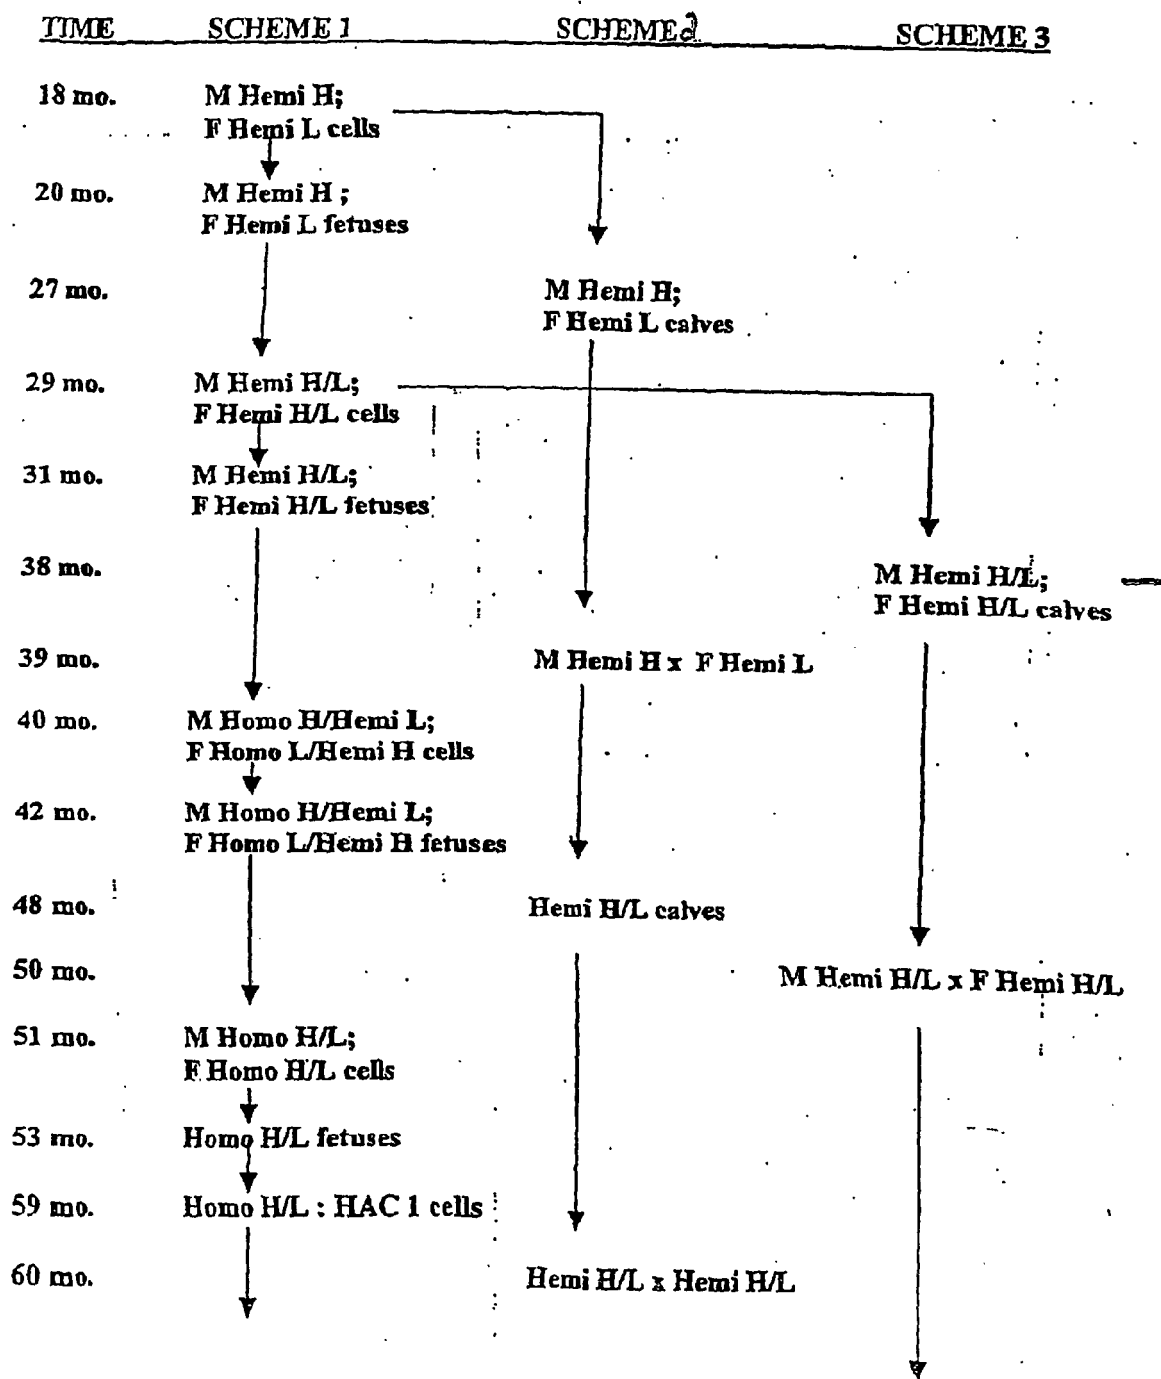 TIME SCHEME 1 SCHEME 2 SCHEME 3
18 mo. M Hemi H;
F Hemi L cells
20 mo. M Hemi H ;
F Hemi L fetuses
27 mo. M Hemi H;
F Hemi L calves
29 mo. M Hemi H/L;
F Hemi H/L cells
31 mo. M Hemi H/L;
F Hemi H/L fetuses
38 mo. M Hemi H/L;
F Hemi H/L calves
39 mo. M Hemi H x F Hemi L
40 mo. M Homo H/Hemi L;
F Homo L/Hemi H cells
42 mo. M Homo H/Hemi L;
F Homo L/Hemi H fetuses
48 mo. Hemi H/L calves
50 mo. M Hemi H/L x F Hemi H/L
51 mo. M Homo H/L;
F Homo H/L cells
53 mo. Homo H/L fetuses
59 mo. Homo H/L : HAC 1 cells
60 mo. Hemi H/L x Hemi H/L